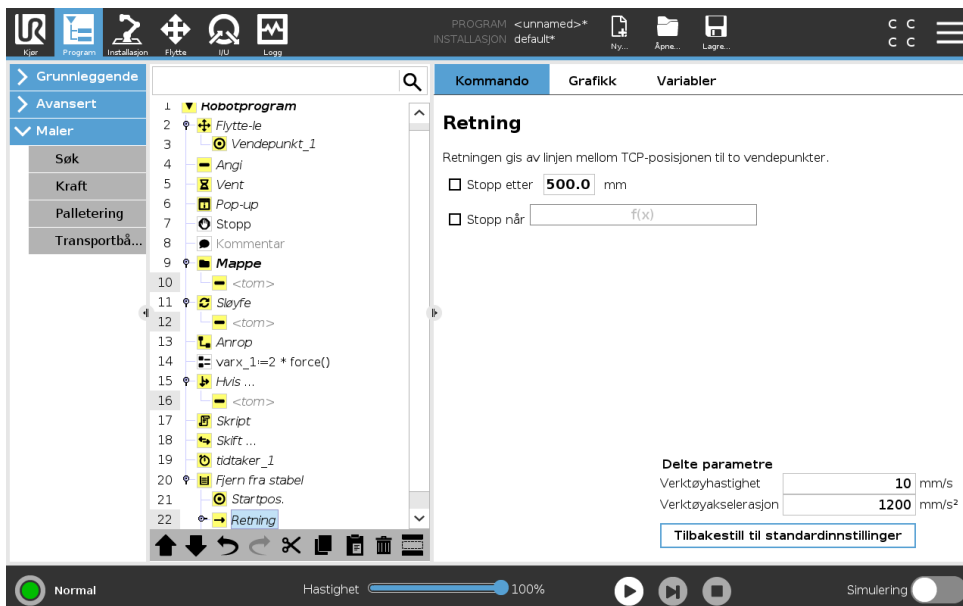 PROGRAM <unnamed>*
INSTALLASJON default*
Kjør
Program
Installasjon
Flytte
I/U
Logg
Ny...
Åpne...
Lagre...
C C
C C
Grunnleggende
Avansert
Maler
Søk
Kraft
Palletering
Transportbå...
1 Robotprogram
2 Flytte-le
3 Vendepunkt_1
4 Angi
5 Vent
6 Pop-up
7 Stopp
8 Kommentar
9 Mappe
10 <tom>
11 Sløyfe
12 <tom>
13 Anrop
14 varx_1≔2 * force()
15 Hvis ...
16 <tom>
17 Skript
18 Skift ...
19 tidtaker_1
20 Fjern fra stabel
21 Startpos.
22 Retning
Kommando Grafikk Variabler
Retning
Retningen gis av linjen mellom TCP-posisjonen til to vendepunkter.
Stopp etter 500.0 mm
Stopp når f(x)
Delte parametre
Verktøyhastighet 10 mm/s
Verktøyakselerasjon 1200 mm/s²
Tilbakestill til standardinnstillinger
Normal
Hastighet 100%
Simulering